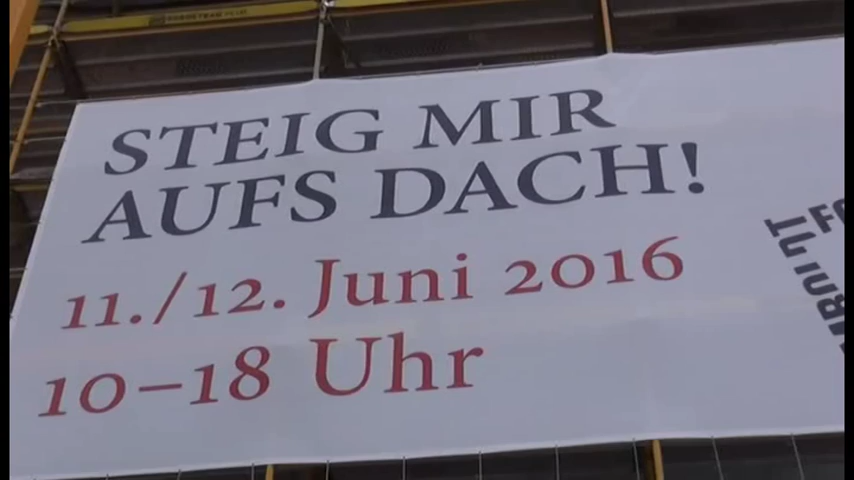 STEIG MIR
AUFS DACH!
11./12. Juni 2016
10–18 Uhr